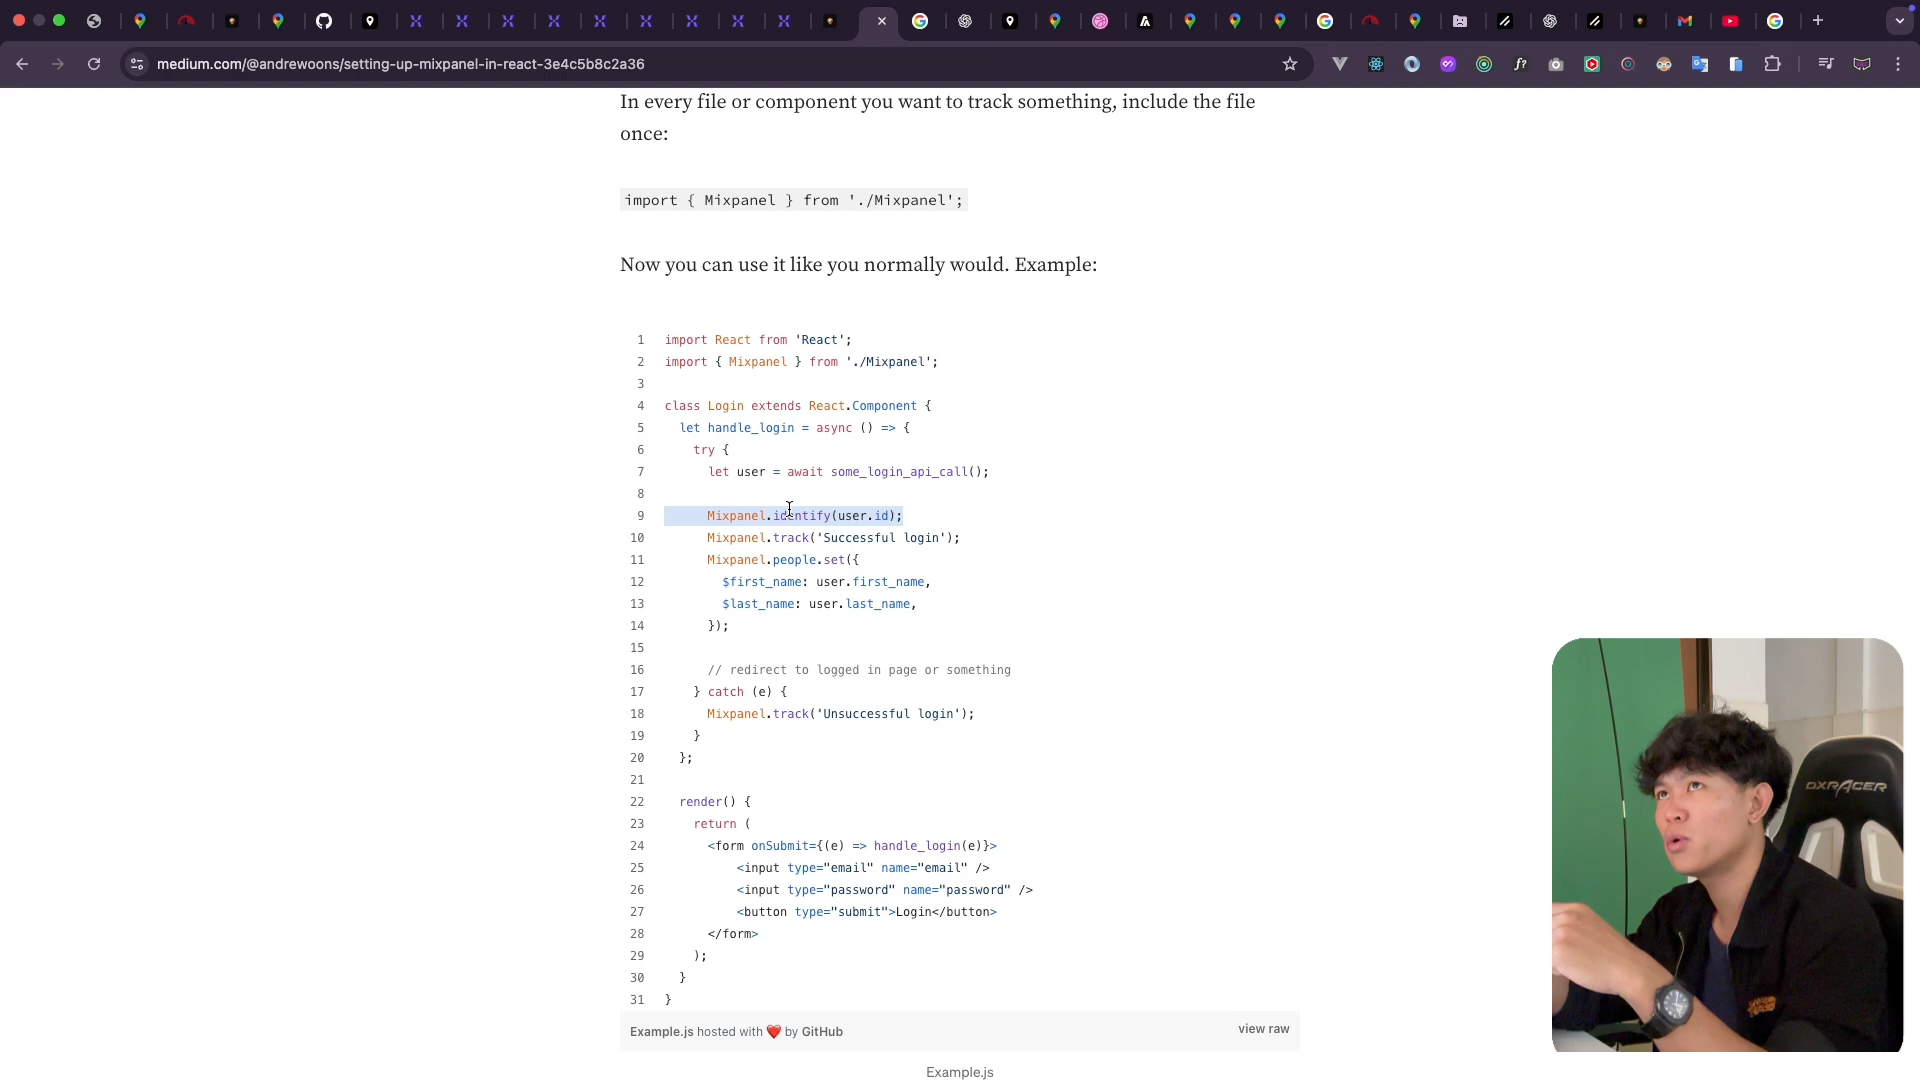 medium.com/@andrewoons/setting-up-mixpanel-in-react-3e4c5b8c2a36
In every file or component you want to track something, include the file
once:
import { Mixpanel } from './Mixpanel';
Now you can use it like you normally would. Example:
1 import React from 'React';
2 import { Mixpanel } from './Mixpanel';
3
4 class Login extends React.Component {
5 let handle_login = async () => {
6 try {
7 let user = await some_login_api_call();
8
9 Mixpanel.identify(user.id);
10 Mixpanel.track('Successful login');
11 Mixpanel.people.set({
12 $first_name: user.first_name,
13 $last_name: user.last_name,
14 });
15
16 // redirect to logged in page or something
17 } catch (e) {
18 Mixpanel.track('Unsuccessful login');
19 }
20 };
21
22 render() {
23 return (
24 <form onSubmit={(e) => handle_login(e)}>
25 <input type="email" name="email" />
26 <input type="password" name="password" />
27 <button type="submit">Login</button>
28 </form>
29 );
30 }
31 }
Example.js hosted with ❤ by GitHub
view raw
Example.js
DXRACER